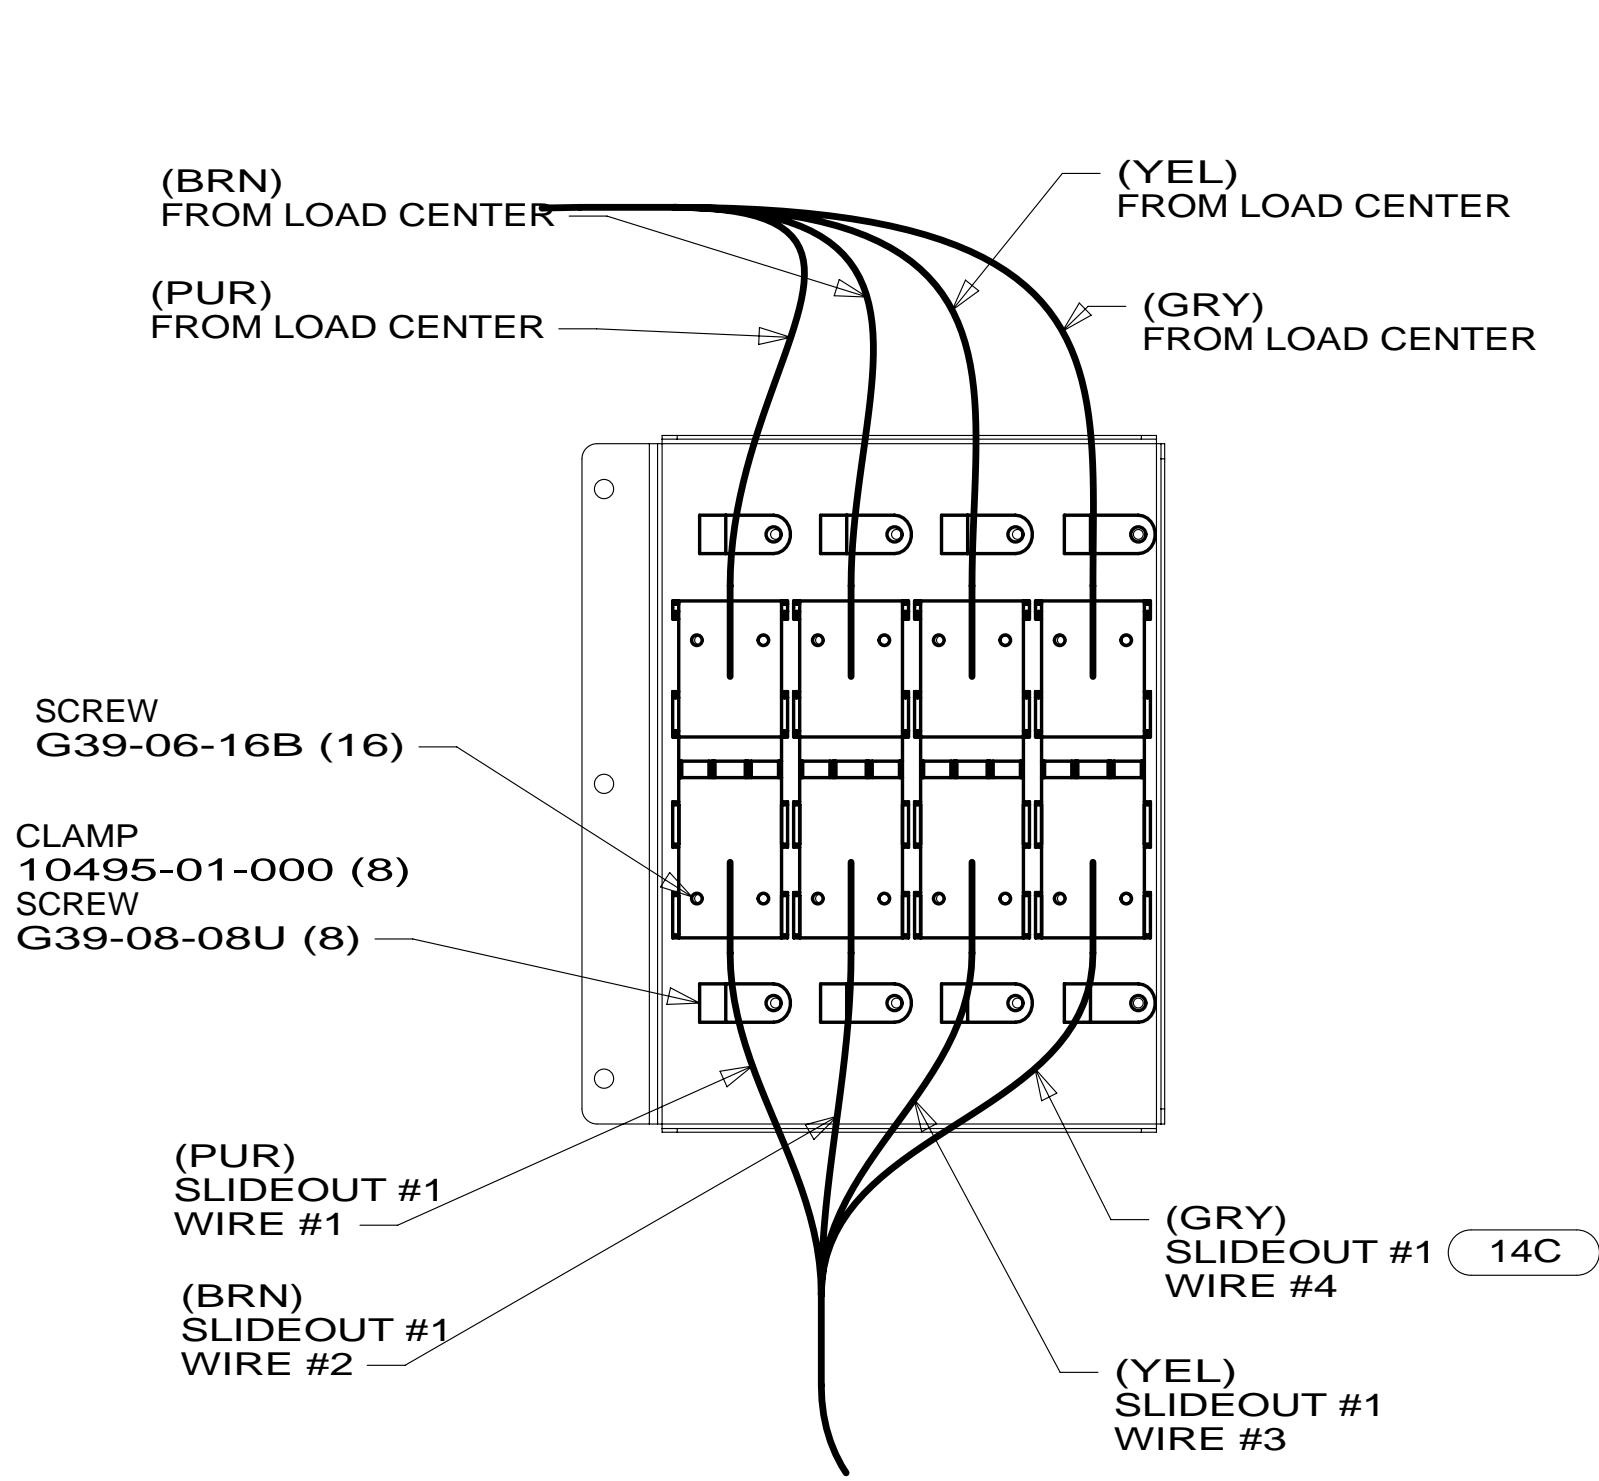 (BRN)
FROM LOAD CENTER
(PUR)
FROM LOAD CENTER
(YEL)
FROM LOAD CENTER
(GRY)
FROM LOAD CENTER
SCREW
G39-06-16B (16)
CLAMP
10495-01-000 (8)
SCREW
G39-08-08U (8)
(PUR)
SLIDEOUT #1
WIRE #1
(BRN)
SLIDEOUT #1
WIRE #2
(GRY)
SLIDEOUT #1 14C
WIRE #4
(YEL)
SLIDEOUT #1
WIRE #3